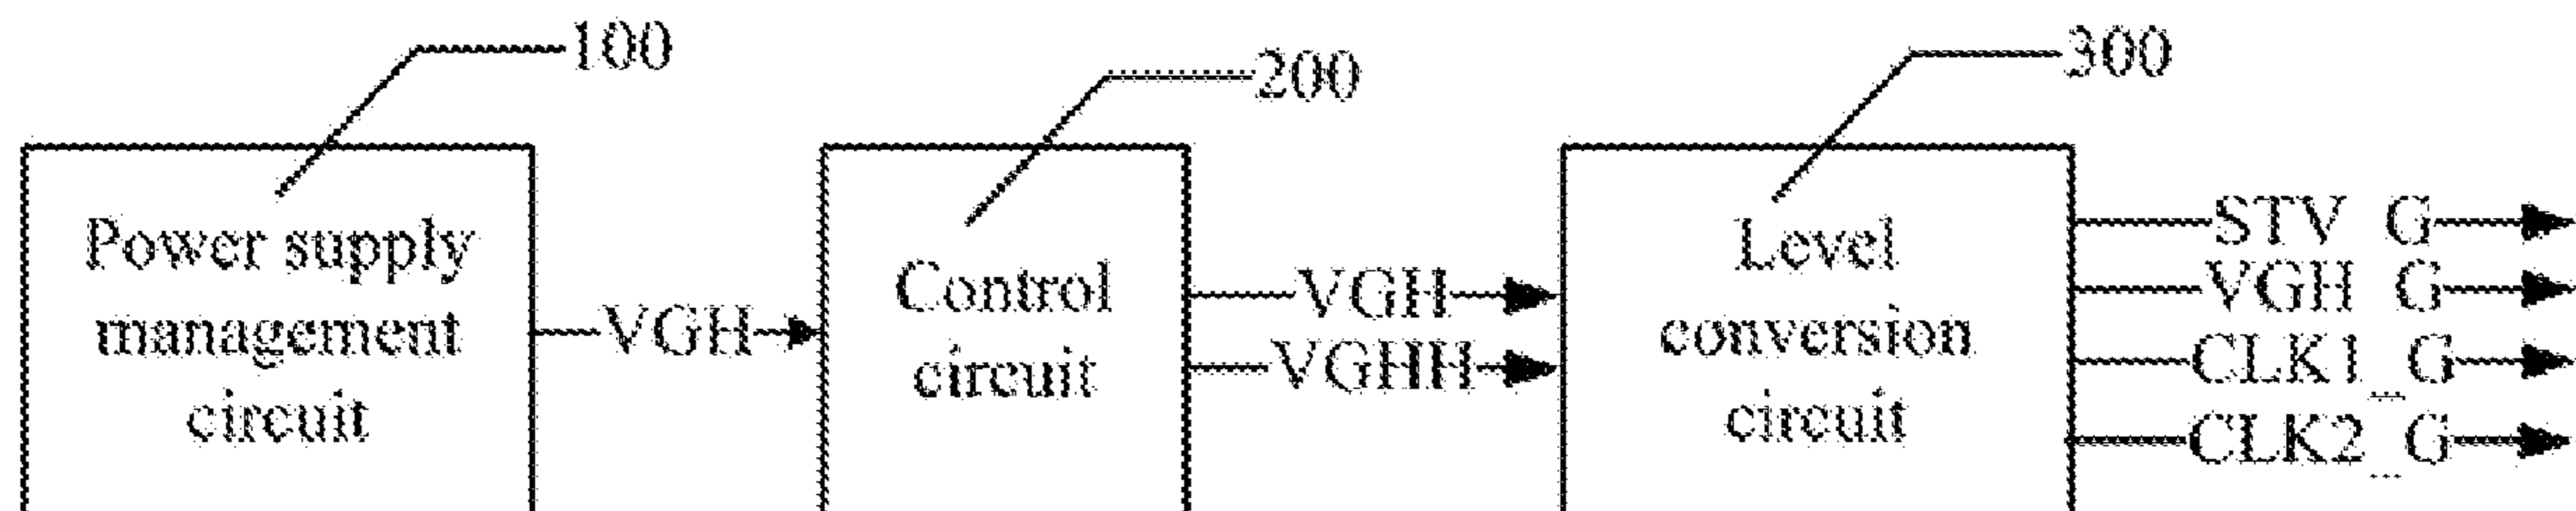 100
200
300
Power supply
management
circuit
VGH
Control
circuit
VGH
VGHH
Level
conversion
circuit
STV_G
VGH_G
CLK1_G
CLK2_G